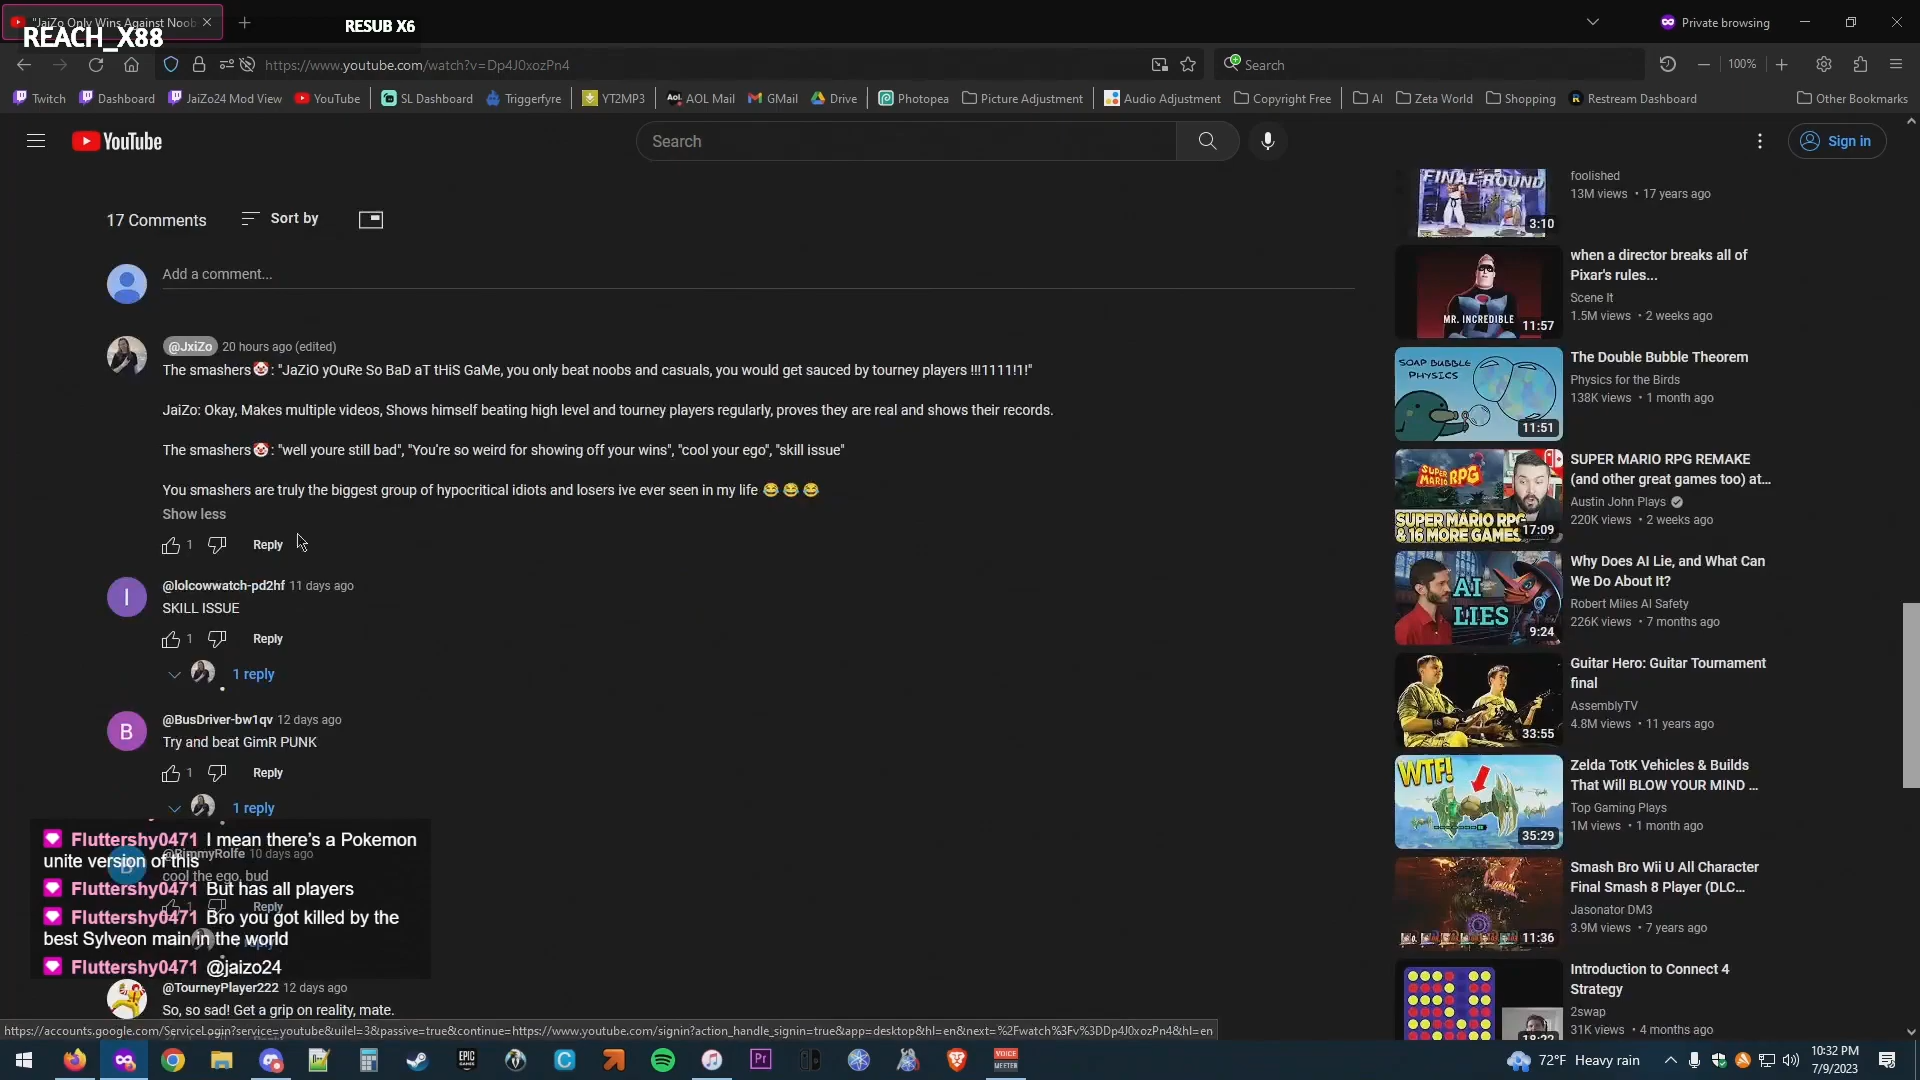 "JaiZo Only Wins Against Noob
REACH_X88
RESUB X6
Private browsing
https://www.youtube.com/watch?v=Dp4J0xozPn4
Search
100%
Twitch
Dashboard
JaiZo24 Mod View
YouTube
SL Dashboard
Triggerfyre
YT2MP3
AOL Mail
GMail
Drive
Photopea
Picture Adjustment
Audio Adjustment
Copyright Free
AI
Zeta World
Shopping
Restream Dashboard
Other Bookmarks
YouTube
Search
Sign in
17 Comments
Sort by
Add a comment...
@JxiZo 20 hours ago (edited)
The smashers🤡: "JaZiO yOuRe So BaD aT tHiS GaMe, you only beat noobs and casuals, you would get sauced by tourney players !!!1111!1!"
JaiZo: Okay, Makes multiple videos, Shows himself beating high level and tourney players regularly, proves they are real and shows their records.
The smashers🤡: "well youre still bad", "You're so weird for showing off your wins", "cool your ego", "skill issue"
You smashers are truly the biggest group of hypocritical idiots and losers ive ever seen in my life 😂😂😂
Show less
1
Reply
I
@lolcowwatch-pd2hf 11 days ago
SKILL ISSUE
1
Reply
1 reply
B
@BusDriver-bw1qv 12 days ago
Try and beat GimR PUNK
1
Reply
1 reply
@BimmyRolfe 10 days ago
cool the ego, bud
1
Reply
Fluttershy0471 I mean there's a Pokemon
unite version of this
Fluttershy0471 But has all players
Fluttershy0471 Bro you got killed by the
best Sylveon main in the world
Fluttershy0471 @jaizo24
@TourneyPlayer222 12 days ago
So, so sad! Get a grip on reality, mate.
FINAL ROUND
3:10
foolished
13M views • 17 years ago
MR. INCREDIBLE
11:57
when a director breaks all of
Pixar's rules...
Scene It
1.5M views • 2 weeks ago
SOAP BUBBLE
PHYSICS
11:51
The Double Bubble Theorem
Physics for the Birds
138K views • 1 month ago
SUPER MARIO RPG
SUPER MARIO RPG
& 16 MORE GAMES
17:09
SUPER MARIO RPG REMAKE
(and other great games too) at...
Austin John Plays
220K views • 2 weeks ago
AI
LIES
9:24
Why Does AI Lie, and What Can
We Do About It?
Robert Miles AI Safety
226K views • 7 months ago
33:55
Guitar Hero: Guitar Tournament
final
AssemblyTV
4.8M views • 11 years ago
WTF!
35:29
Zelda TotK Vehicles & Builds
That Will BLOW YOUR MIND ...
Top Gaming Plays
1M views • 1 month ago
11:36
Smash Bro Wii U All Character
Final Smash 8 Player (DLC...
Jasonator DM3
3.9M views • 7 years ago
18:22
Introduction to Connect 4
Strategy
2swap
31K views • 4 months ago
https://accounts.google.com/ServiceLogin?service=youtube&uilel=3&passive=true&continue=https://www.youtube.com/signin?action_handle_signin=true&app=desktop&hl=en&next=%2Fwatch%3Fv%3DDp4J0xozPn4&hl=en
EPIC
GAMES
Pr
VOICE
MEETER
72°F Heavy rain
10:32 PM
7/9/2023